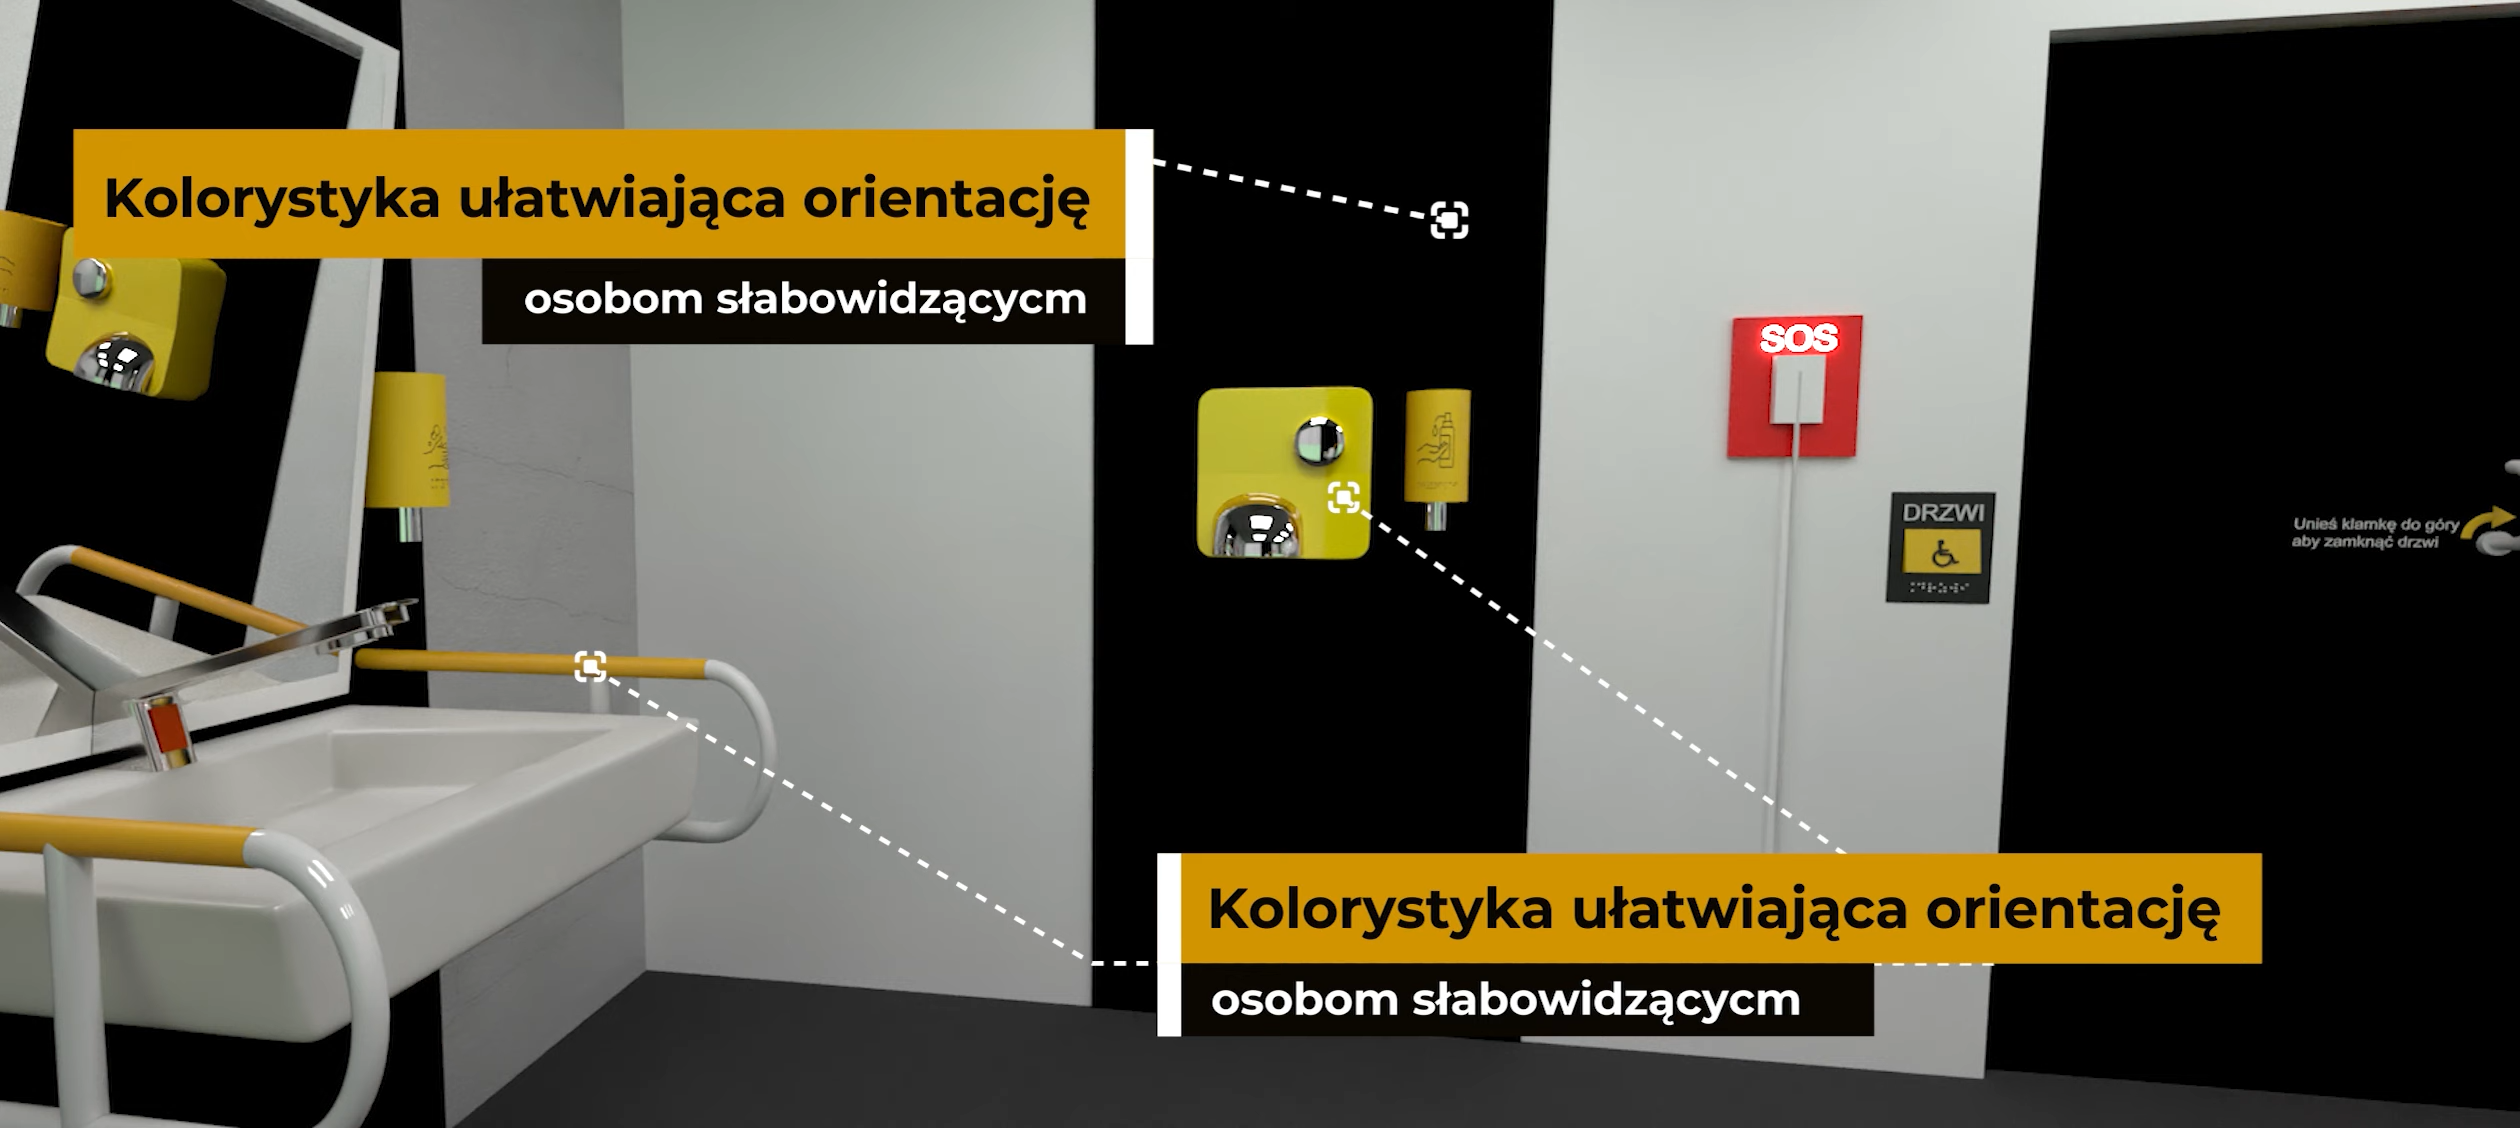 Kolorystyka ułatwiająca orientację
osobom słabowidzącycm
SOS
DRZWI
Unieś klamkę do góry
aby zamknąć drzwi
Kolorystyka ułatwiająca orientację
osobom słabowidzącycm